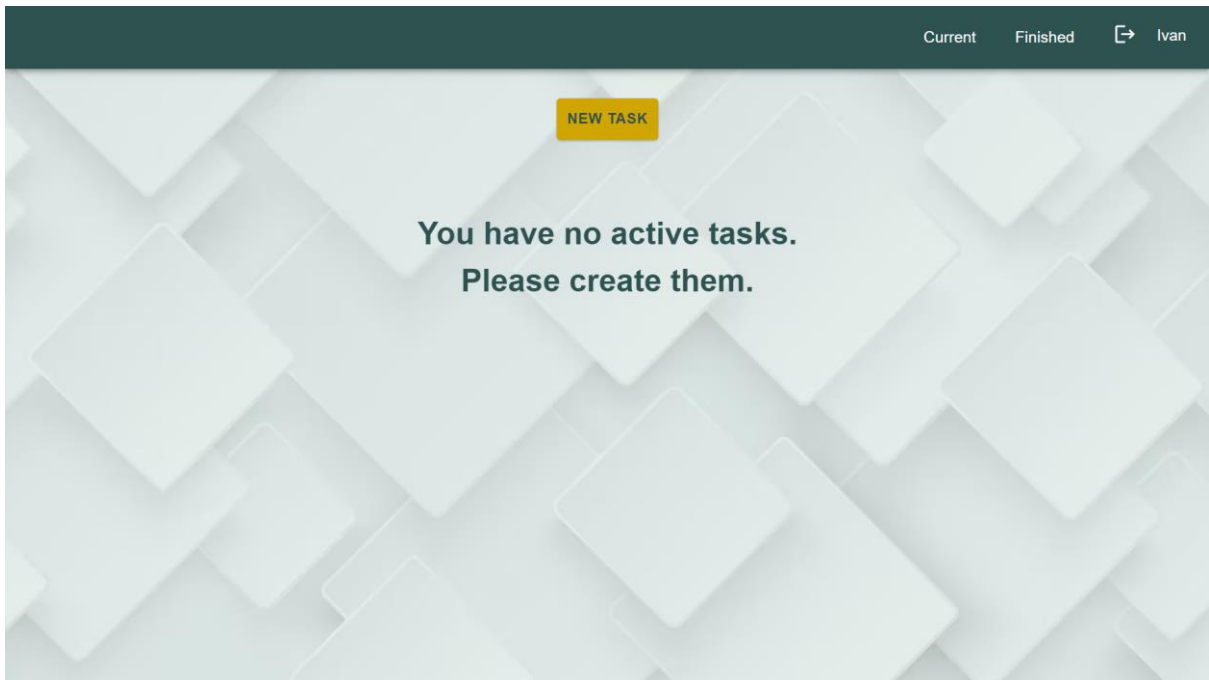 Current Finished Ivan
NEW TASK
You have no active tasks.
Please create them.